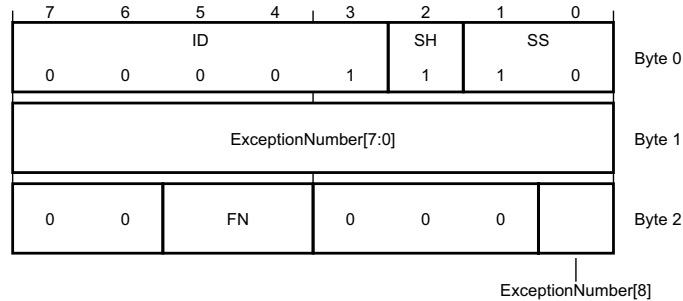 7 6 5 4 3 2 1 0
ID SH SS
0 0 0 0 1 1 1 0 Byte 0
ExceptionNumber[7:0] Byte 1
0 0 FN 0 0 0 Byte 2
ExceptionNumber[8]